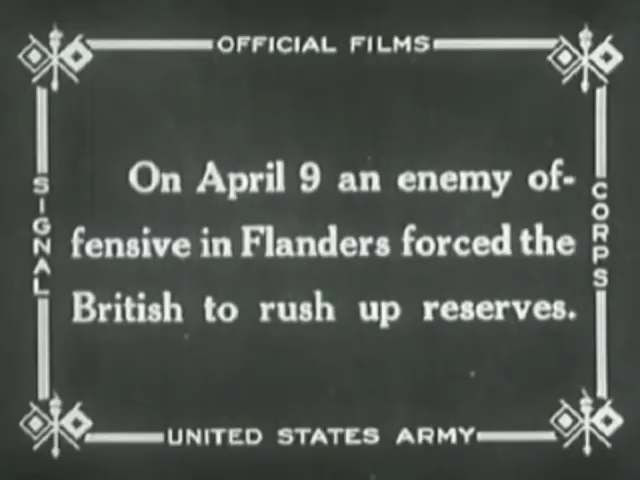 OFFICIAL FILMS
On April 9 an enemy of-
fensive in Flanders forced the
British to rush up reserves.
SIGNAL
CORPS
UNITED STATES ARMY